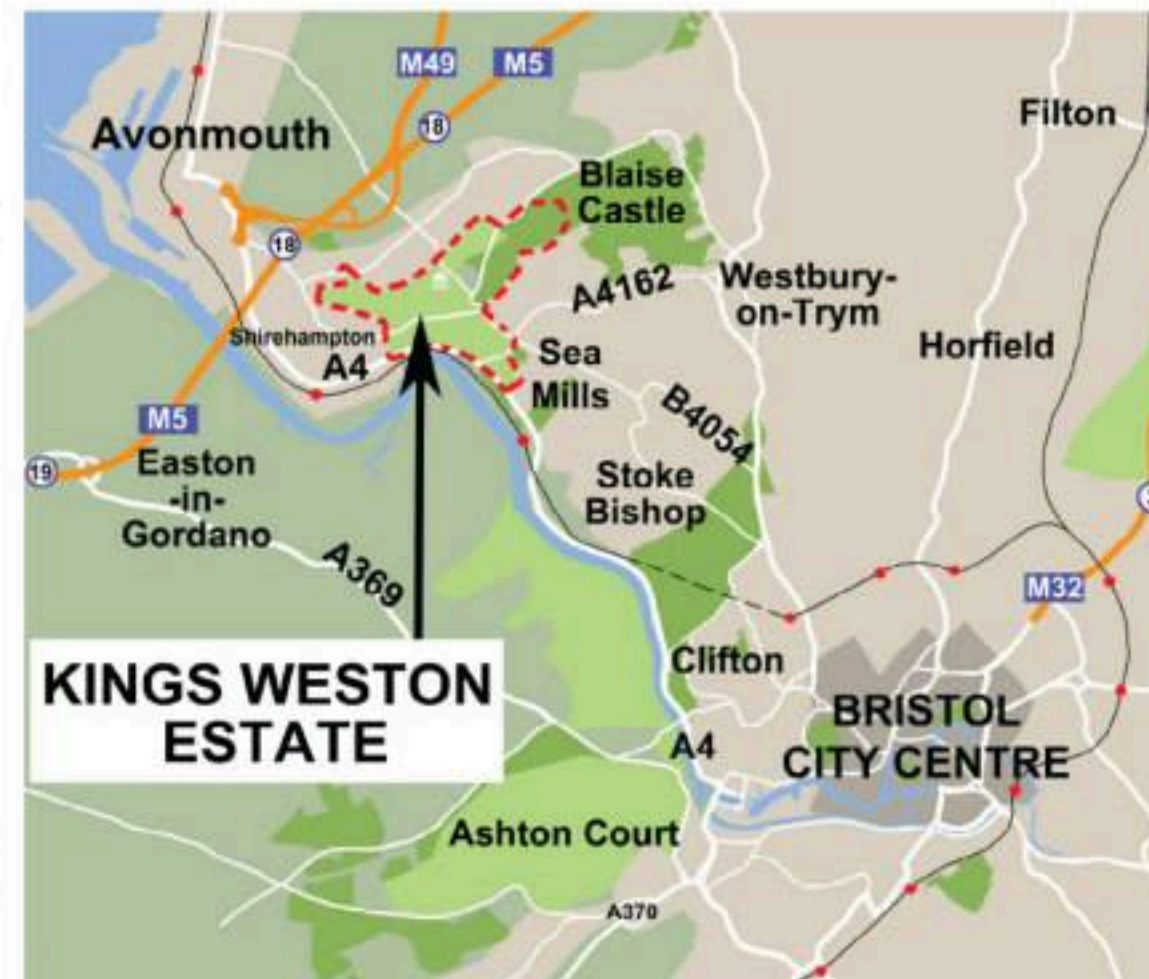 M49
M5
18
Avonmouth
Filton
Blaise
Castle
18
A4162
Westbury-
on-Trym
Shirehampton
A4
Sea
Mills
Horfield
M5
B4054
19
Easton
-in-
Gordano
Stoke
Bishop
A369
M32
KINGS WESTON
ESTATE
Clifton
BRISTOL
CITY CENTRE
A4
Ashton Court
A370